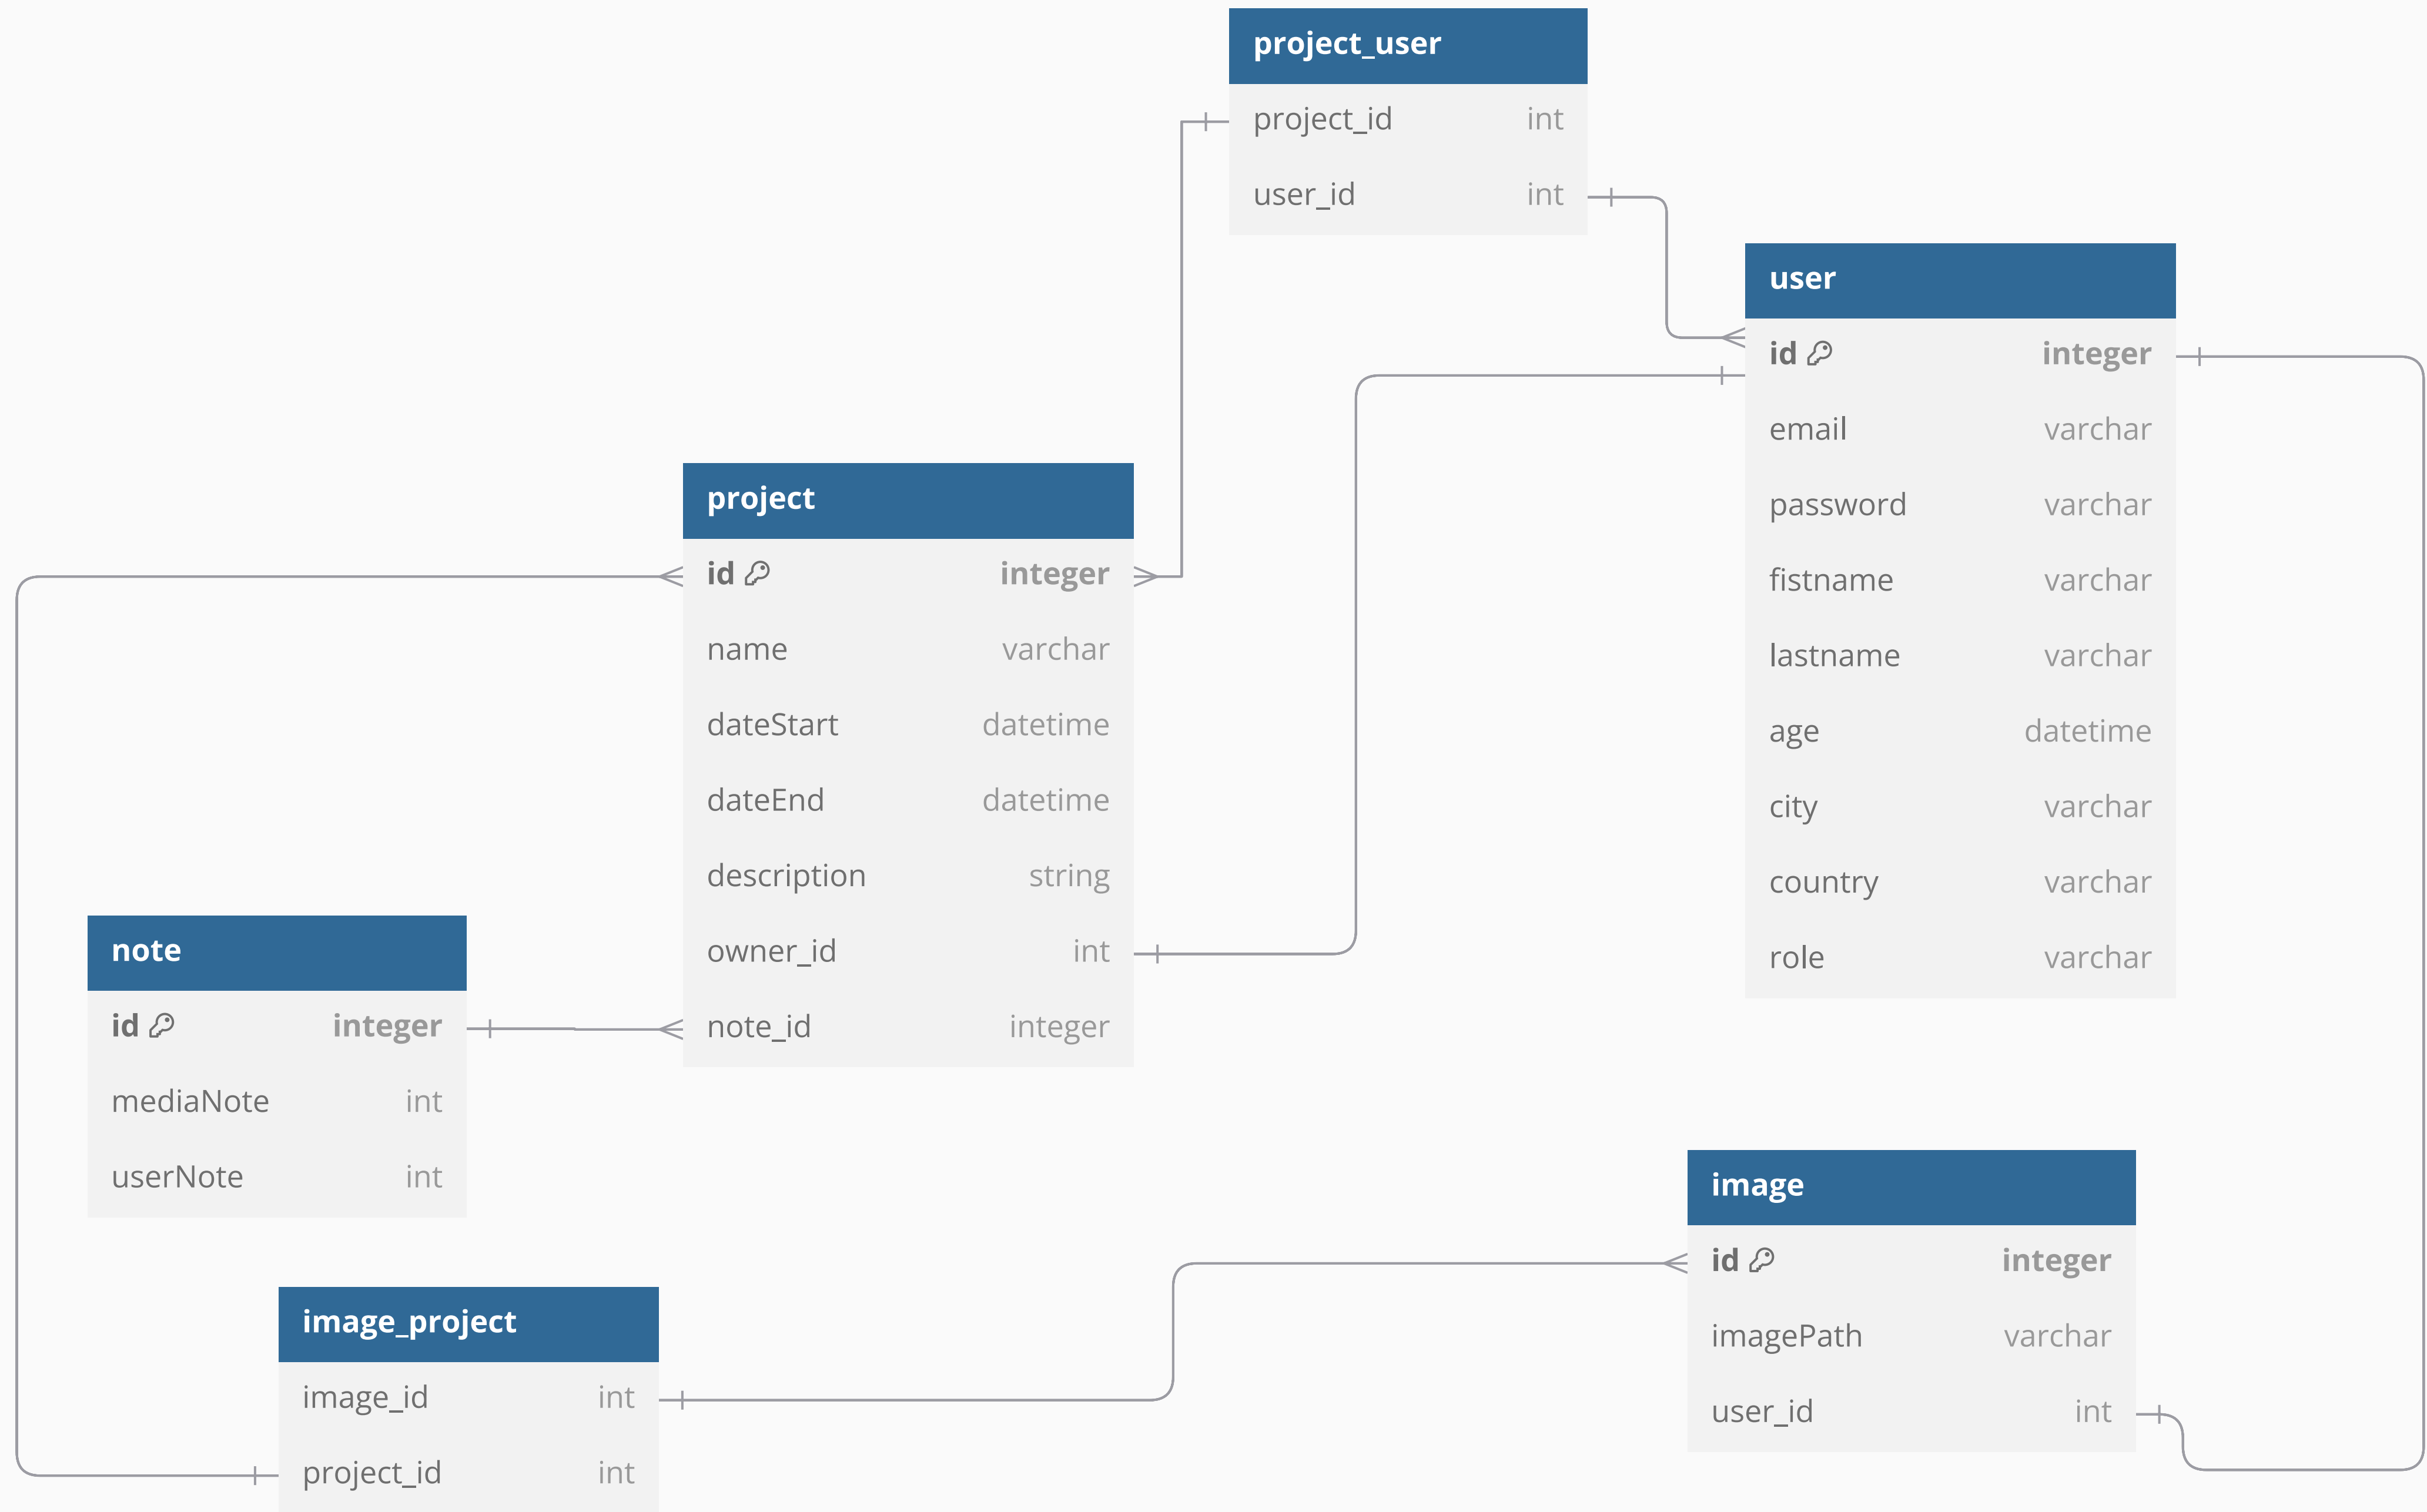 project_user
project_id int
user_id int
user
id integer
email varchar
password varchar
fistname varchar
lastname varchar
age datetime
city varchar
country varchar
role varchar
project
id integer
name varchar
dateStart datetime
dateEnd datetime
description string
owner_id int
note_id integer
note
id integer
mediaNote int
userNote int
image
id integer
imagePath varchar
user_id int
image_project
image_id int
project_id int